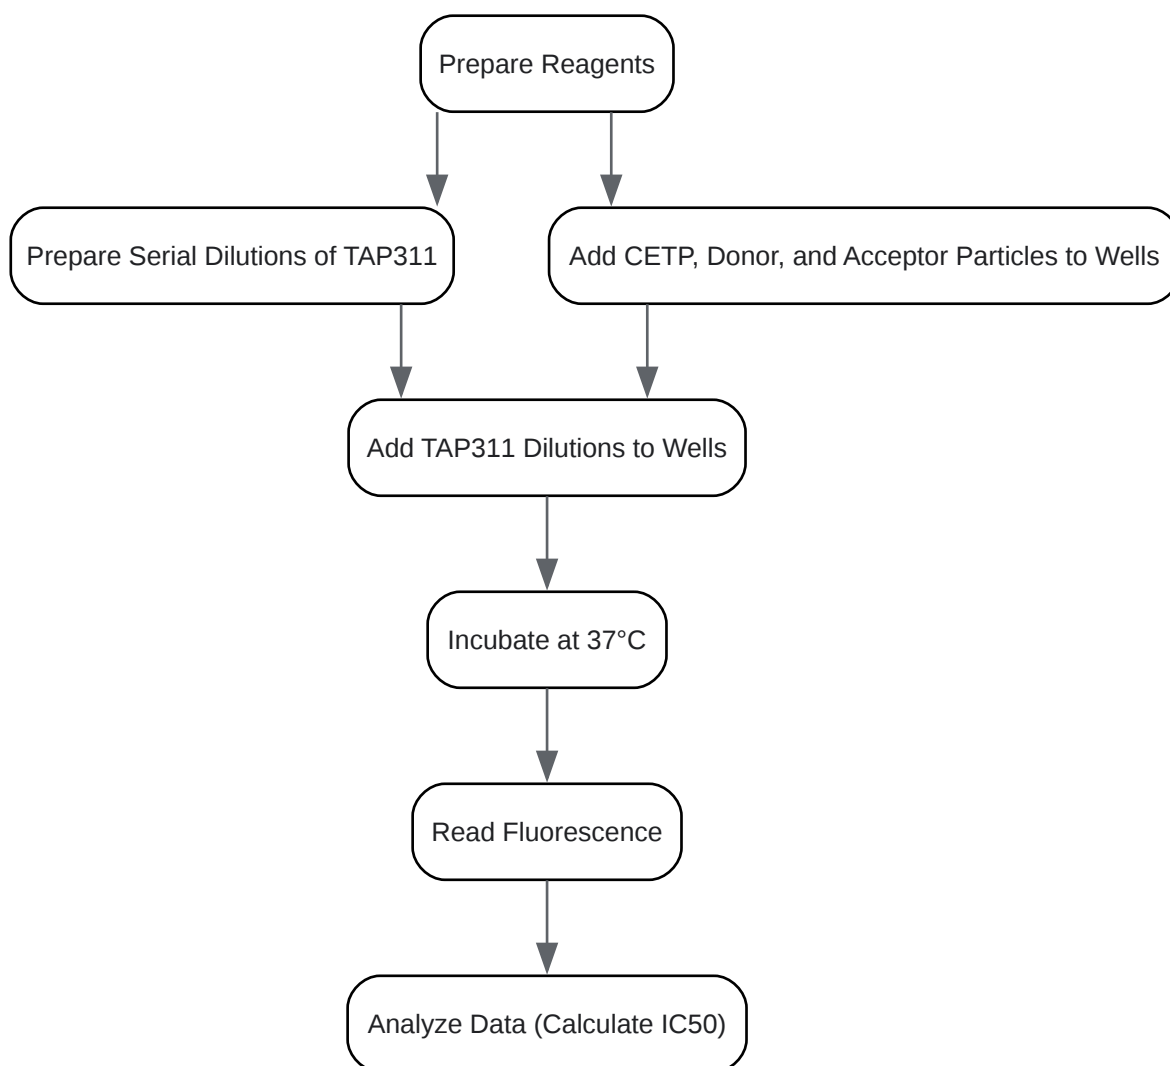 Prepare Reagents
Prepare Serial Dilutions of TAP311
Add CETP, Donor, and Acceptor Particles to Wells
Add TAP311 Dilutions to Wells
Incubate at 37°C
Read Fluorescence
Analyze Data (Calculate IC50)